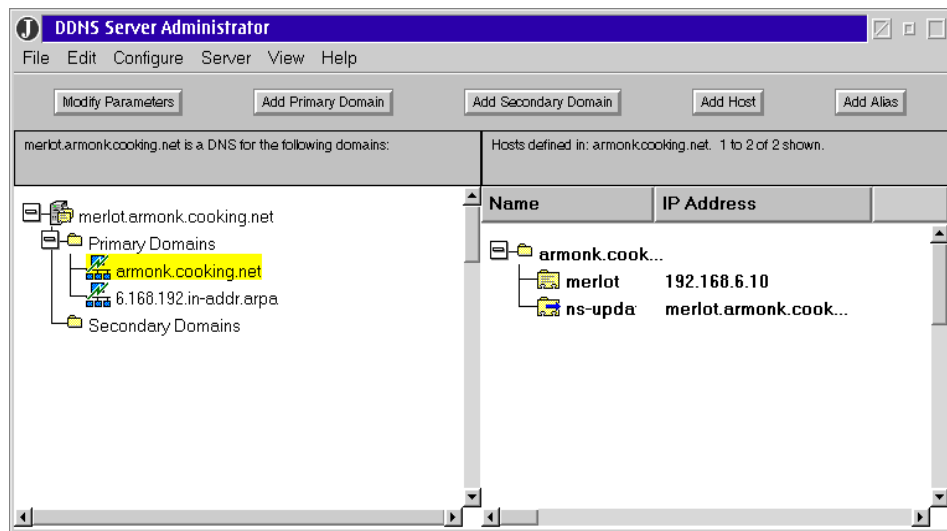 J DDNS Server Administrator
File Edit Configure Server View Help
Modify Parameters Add Primary Domain Add Secondary Domain Add Host Add Alias
merlot.armonk.cooking.net is a DNS for the following domains:
Hosts defined in: armonk.cooking.net. 1 to 2 of 2 shown.
merlot.armonk.cooking.net
Primary Domains
armonk.cooking.net
6.168.192.in-addr.arpa
Secondary Domains
Name IP Address
armonk.cook...
merlot 192.168.6.10
ns-upda merlot.armonk.cook...